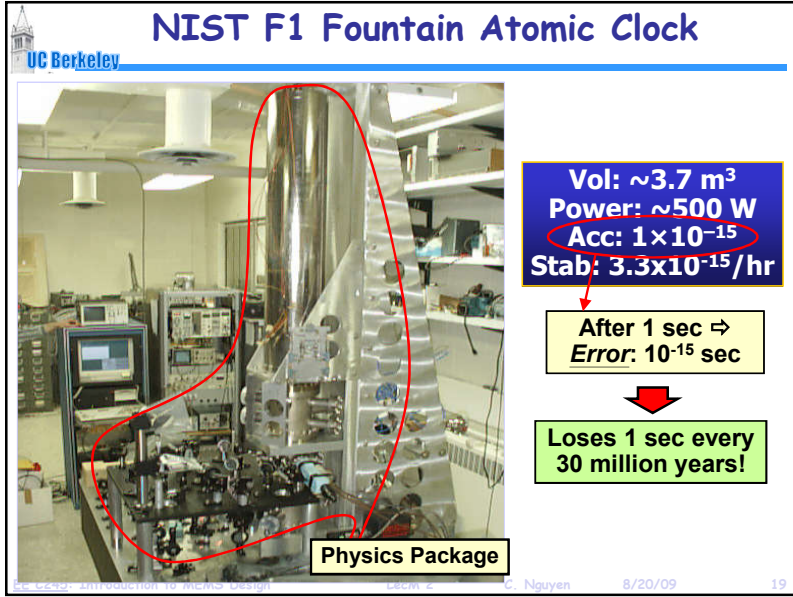 NIST F1 Fountain Atomic Clock
UC Berkeley
Vol: ~3.7 m³
Power: ~500 W
Acc: 1×10⁻¹⁵
Stab: 3.3x10⁻¹⁵/hr
After 1 sec ⇨
Error: 10⁻¹⁵ sec
Loses 1 sec every
30 million years!
Physics Package
EE C245: Introduction to MEMS Design LecM 2 C. Nguyen 8/20/09 19